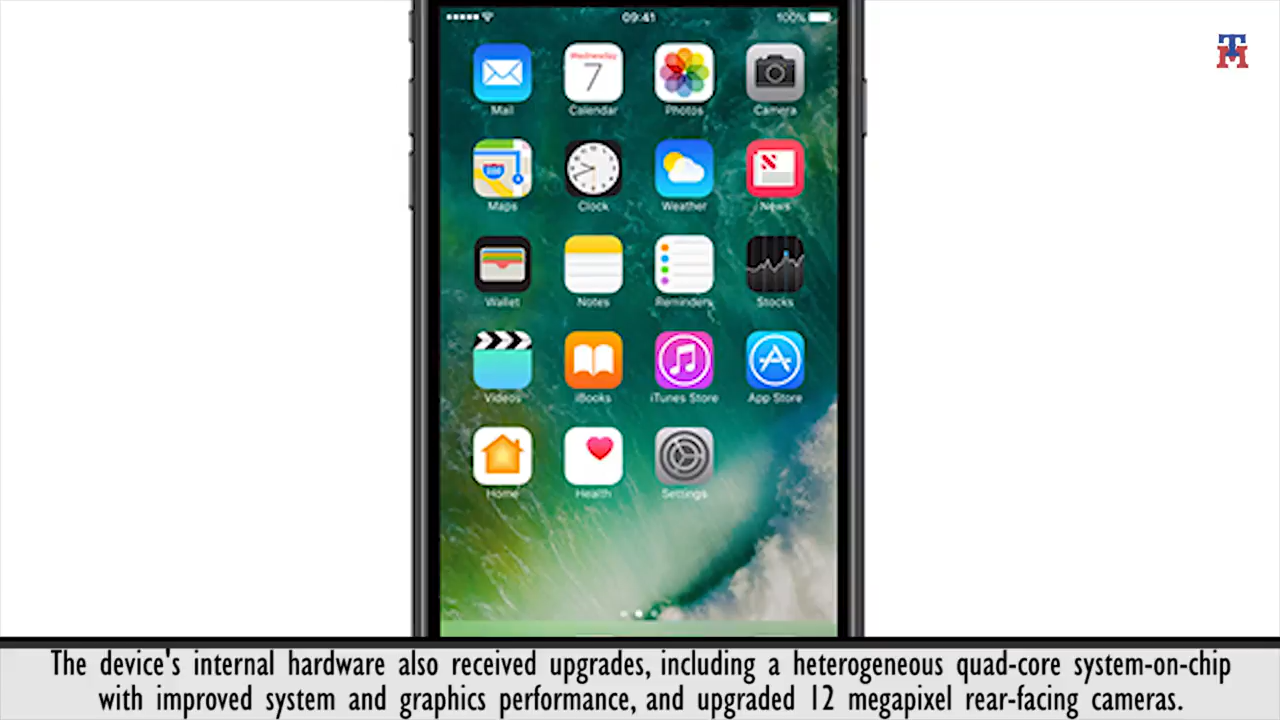 09:41 100%
Wednesday
7
Mail Calendar Photos Camera
280
Maps Clock Weather News
Wallet Notes Reminders Stocks
Videos iBooks iTunes Store App Store
Home Health Settings
TM
The device's internal hardware also received upgrades, including a heterogeneous quad-core system-on-chip
with improved system and graphics performance, and upgraded 12 megapixel rear-facing cameras.